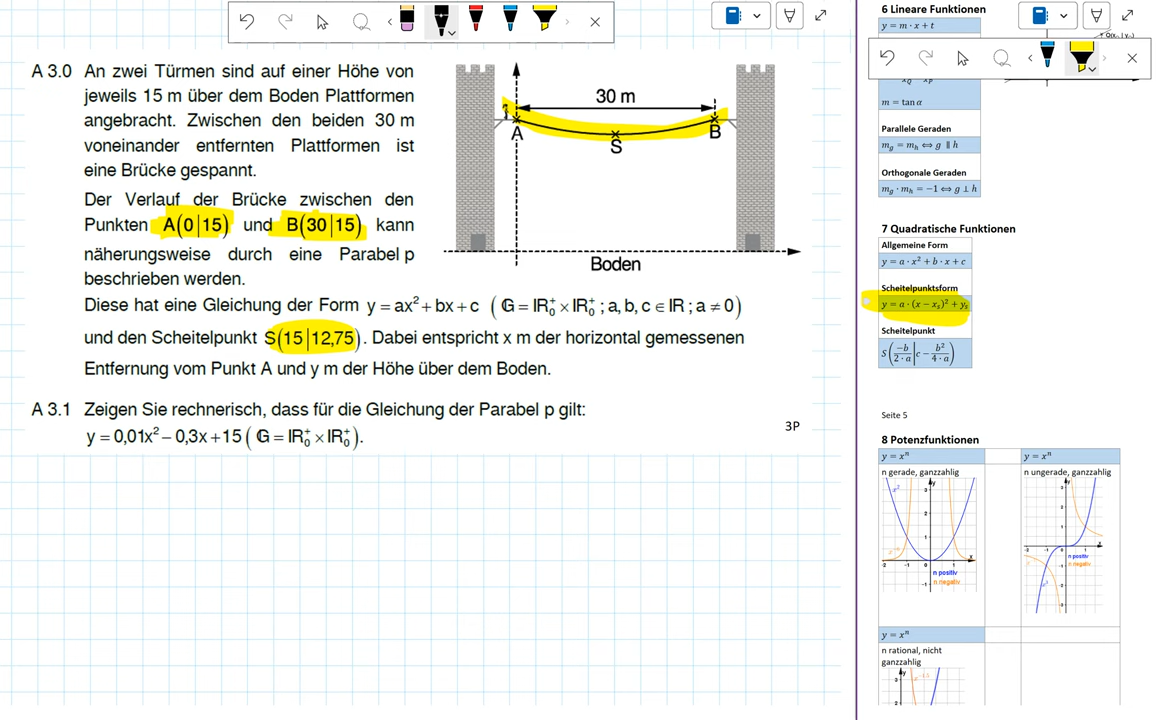 A 3.0 An zwei Türmen sind auf einer Höhe von
jeweils 15 m über dem Boden Plattformen
angebracht. Zwischen den beiden 30 m
voneinander entfernten Plattformen ist
eine Brücke gespannt.
Der Verlauf der Brücke zwischen den
Punkten A(0|15) und B(30|15) kann
näherungsweise durch eine Parabel p
beschrieben werden.
Diese hat eine Gleichung der Form y = ax² + bx + c ( G = IR₀⁺ × IR₀⁺ ; a, b, c ∈ IR ; a ≠ 0 )
und den Scheitelpunkt S(15|12,75). Dabei entspricht x m der horizontal gemessenen
Entfernung vom Punkt A und y m der Höhe über dem Boden.
30 m
A
S
B
Boden
A 3.1 Zeigen Sie rechnerisch, dass für die Gleichung der Parabel p gilt:
y = 0,01x² − 0,3x + 15 ( G = IR₀⁺ × IR₀⁺ ).
3P
6 Lineare Funktionen
y = m · x + t
m = tan α
Parallele Geraden
m_g = m_h ⇔ g ∥ h
Orthogonale Geraden
m_g · m_h = −1 ⇔ g ⊥ h
7 Quadratische Funktionen
Allgemeine Form
y = a · x² + b · x + c
Scheitelpunktsform
y = a · (x − x_s)² + y_s
Scheitelpunkt
S(−b/(2 · a) | c − b²/(4 · a))
Seite 5
8 Potenzfunktionen
y = xⁿ
y = xⁿ
n gerade, ganzzahlig
n ungerade, ganzzahlig
n positiv
n negativ
n positiv
n negativ
y = xⁿ
n rational, nicht
ganzzahlig